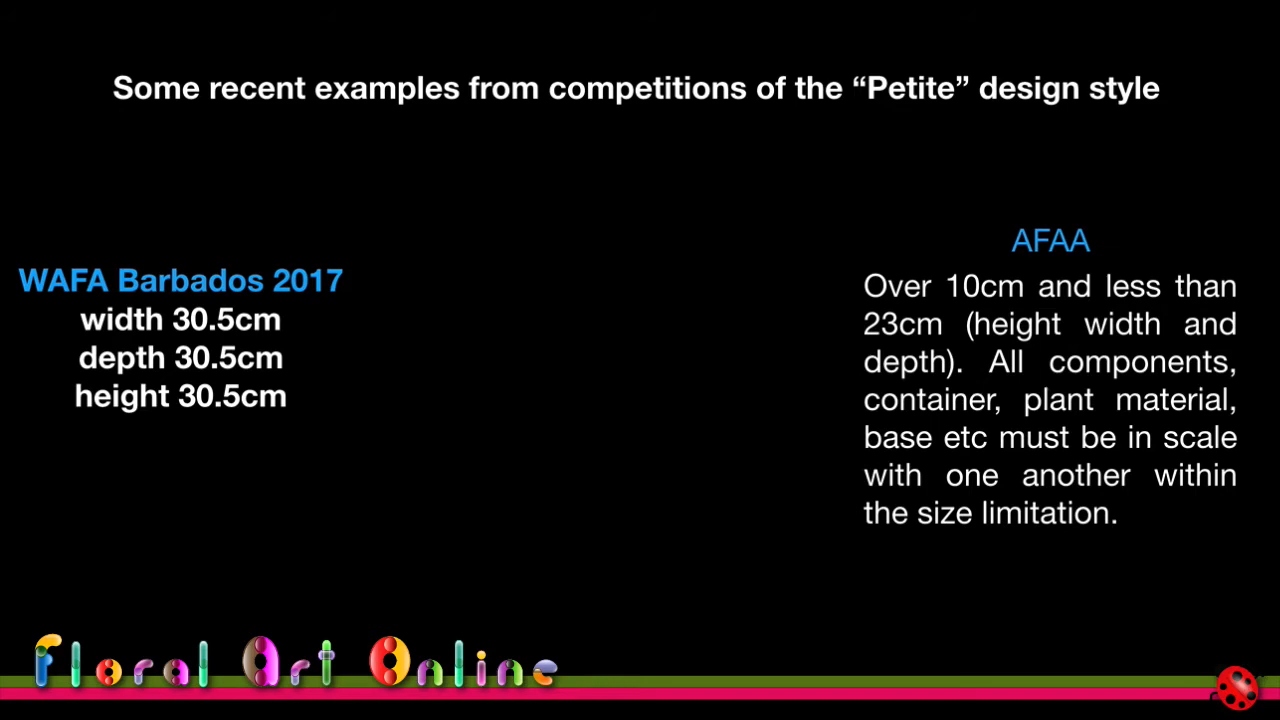 Some recent examples from competitions of the “Petite” design style
WAFA Barbados 2017
width 30.5cm
depth 30.5cm
height 30.5cm
AFAA
Over 10cm and less than
23cm (height width and
depth). All components,
container, plant material,
base etc must be in scale
with one another within
the size limitation.
Floral Art Online